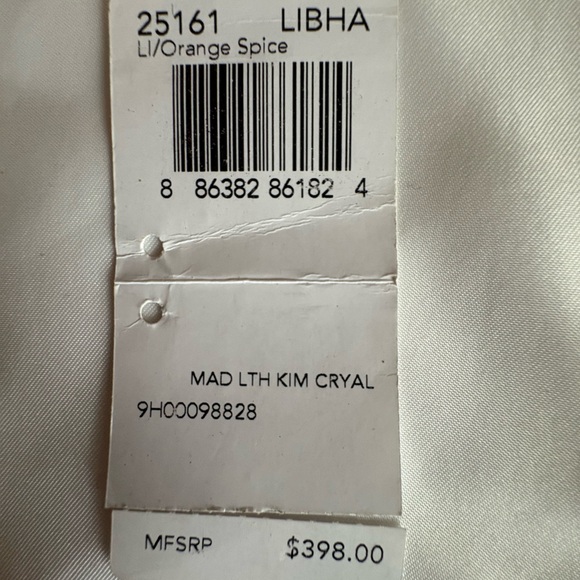 25161 LIBHA
LI/Orange Spice
8 86382 86182 4
MAD LTH KIM CRYAL
9H00098828
MFSRP $398.00